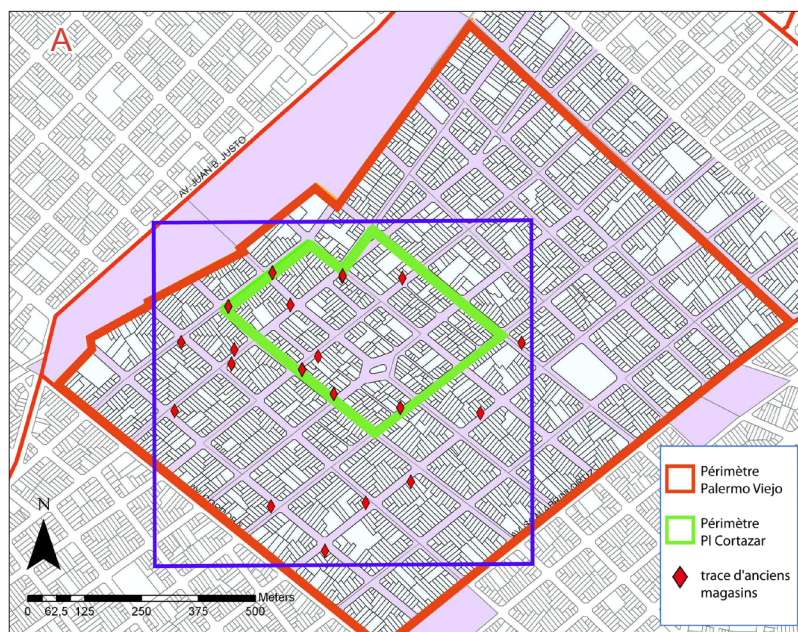 A
AV. JUAN B. JUSTO
N
0 62,5 125 250 375 500
Meters
Périmètre
Palermo Viejo
Périmètre
Pl Cortazar
trace d'anciens
magasins